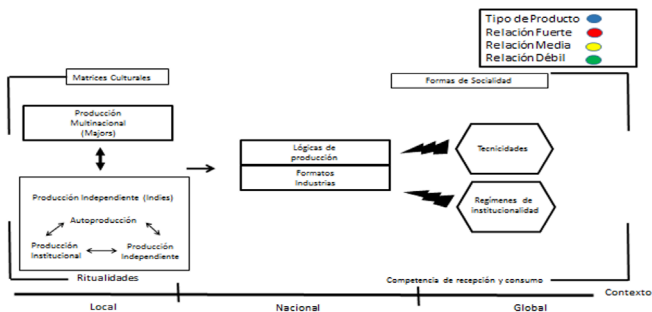 Tipo de Producto
Relación Fuerte
Relación Media
Relación Débil
Matrices Culturales
Formas de Socialidad
Producción
Multinacional
(Majors)
Lógicas de
producción
Formatos
Industrias
Tecnicidades
Regímenes de
institucionalidad
Producción Independiente (Indies)
Autoproducción
Producción
Institucional
Producción
Independiente
Ritualidades
Competencia de recepción y consumo
Contexto
Local
Nacional
Global